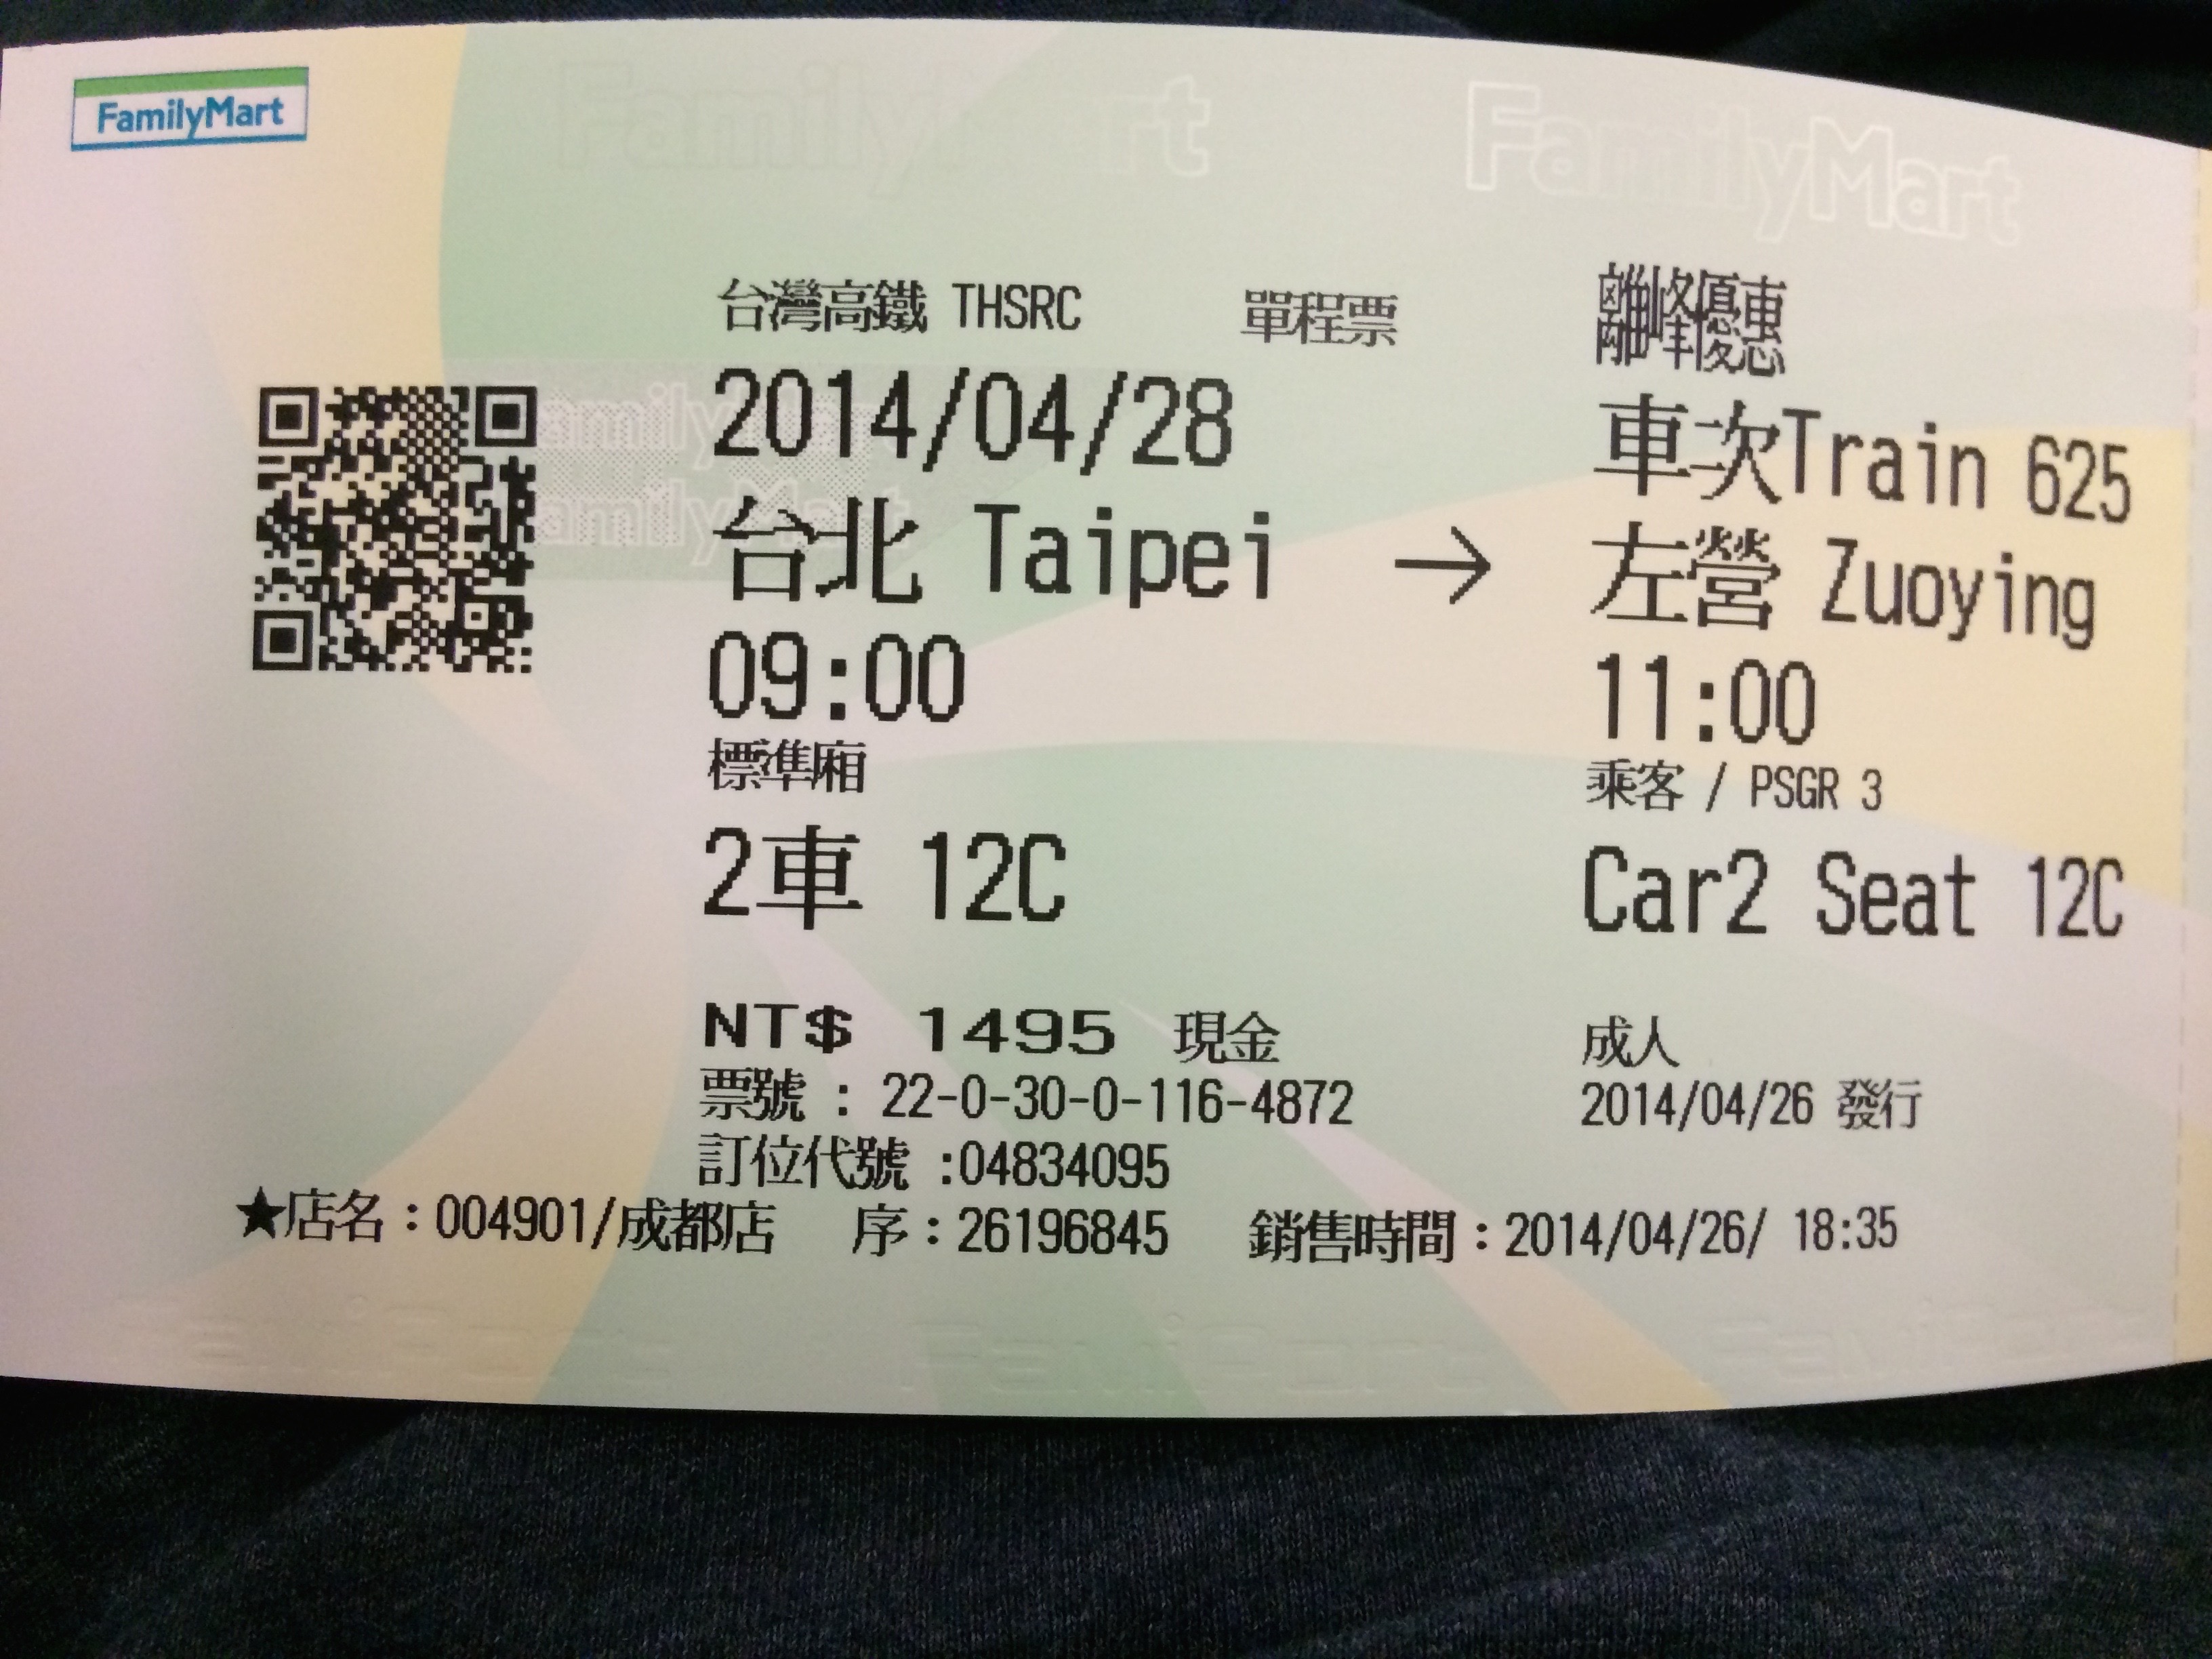 FamilyMart
FamilyMart FamilyMart
台灣高鐵 THSRC 單程票 離峰優惠
2014/04/28 車次Train 625
台北 Taipei → 左營 Zuoying
09:00 11:00
標準廂 乘客 / PSGR 3
2車 12C Car2 Seat 12C
NT$ 1495 現金 成人
票號 : 22-0-30-0-116-4872 2014/04/26 發行
訂位代號 :04834095
★店名：004901/成都店 序：26196845 銷售時間：2014/04/26/ 18:35